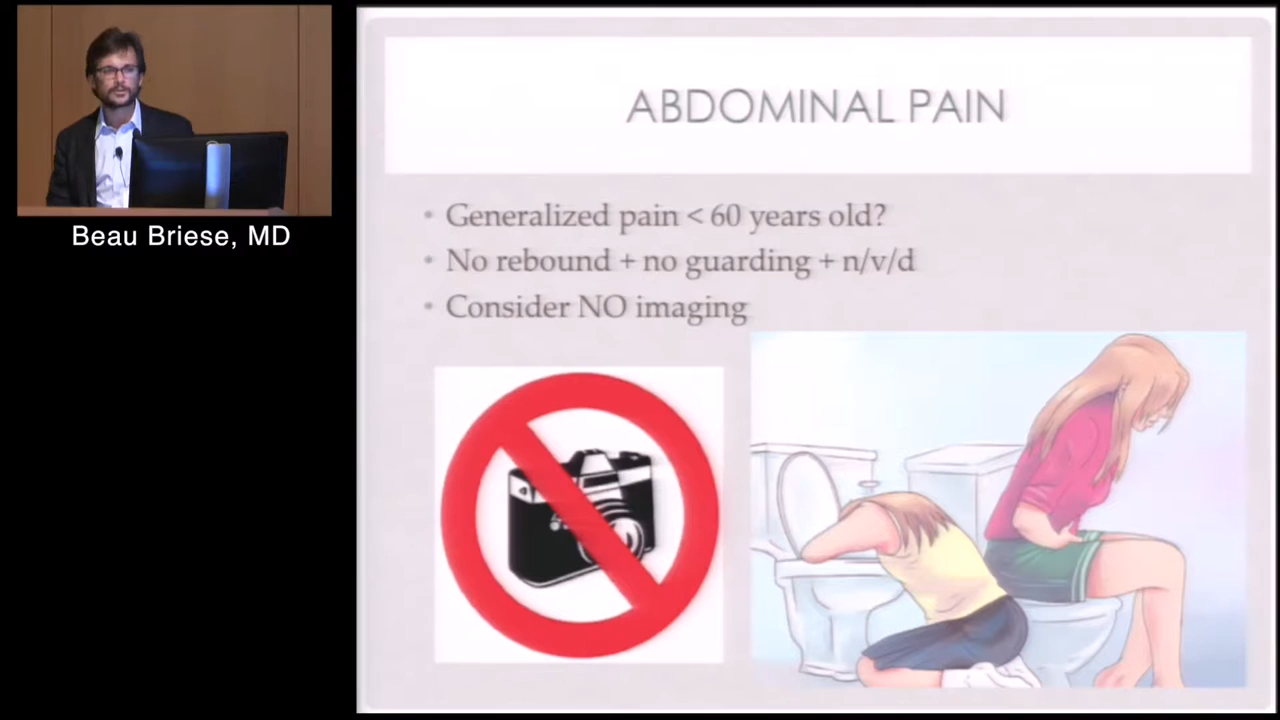 Beau Briese, MD
ABDOMINAL PAIN
• Generalized pain < 60 years old?
• No rebound + no guarding + n/v/d
• Consider NO imaging